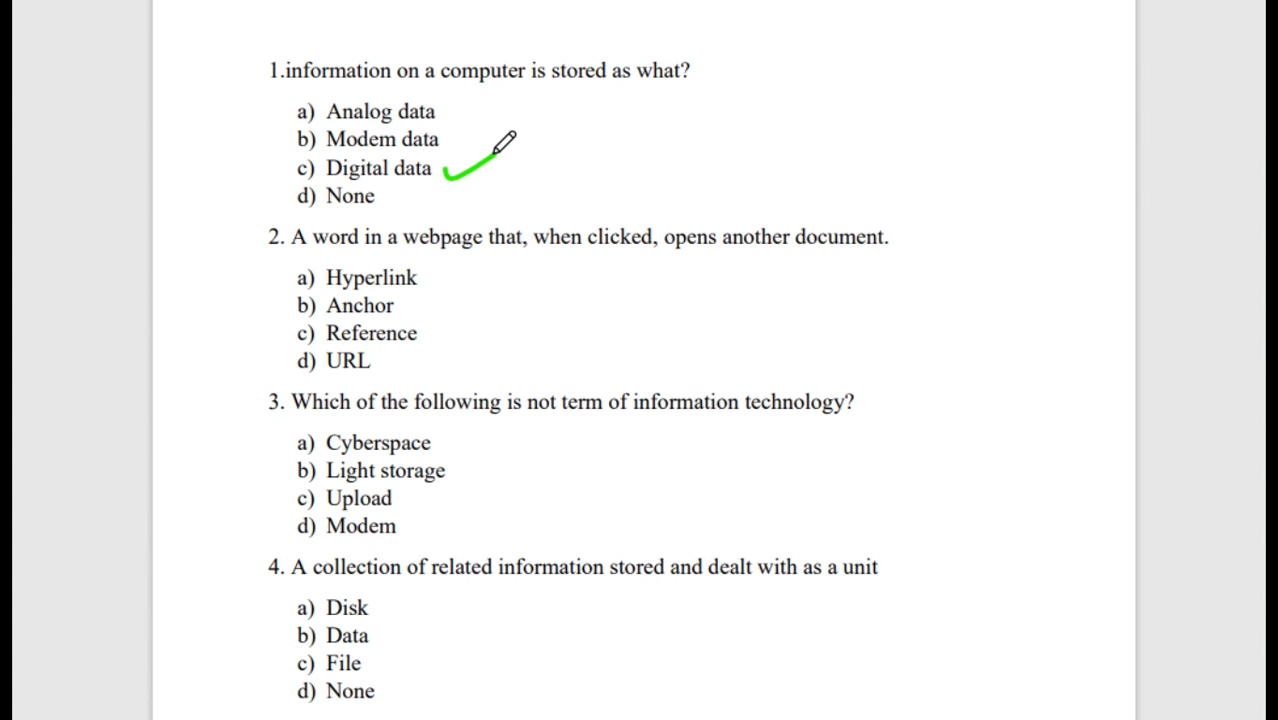 1.information on a computer is stored as what?
a) Analog data
b) Modem data
c) Digital data
d) None
2. A word in a webpage that, when clicked, opens another document.
a) Hyperlink
b) Anchor
c) Reference
d) URL
3. Which of the following is not term of information technology?
a) Cyberspace
b) Light storage
c) Upload
d) Modem
4. A collection of related information stored and dealt with as a unit
a) Disk
b) Data
c) File
d) None